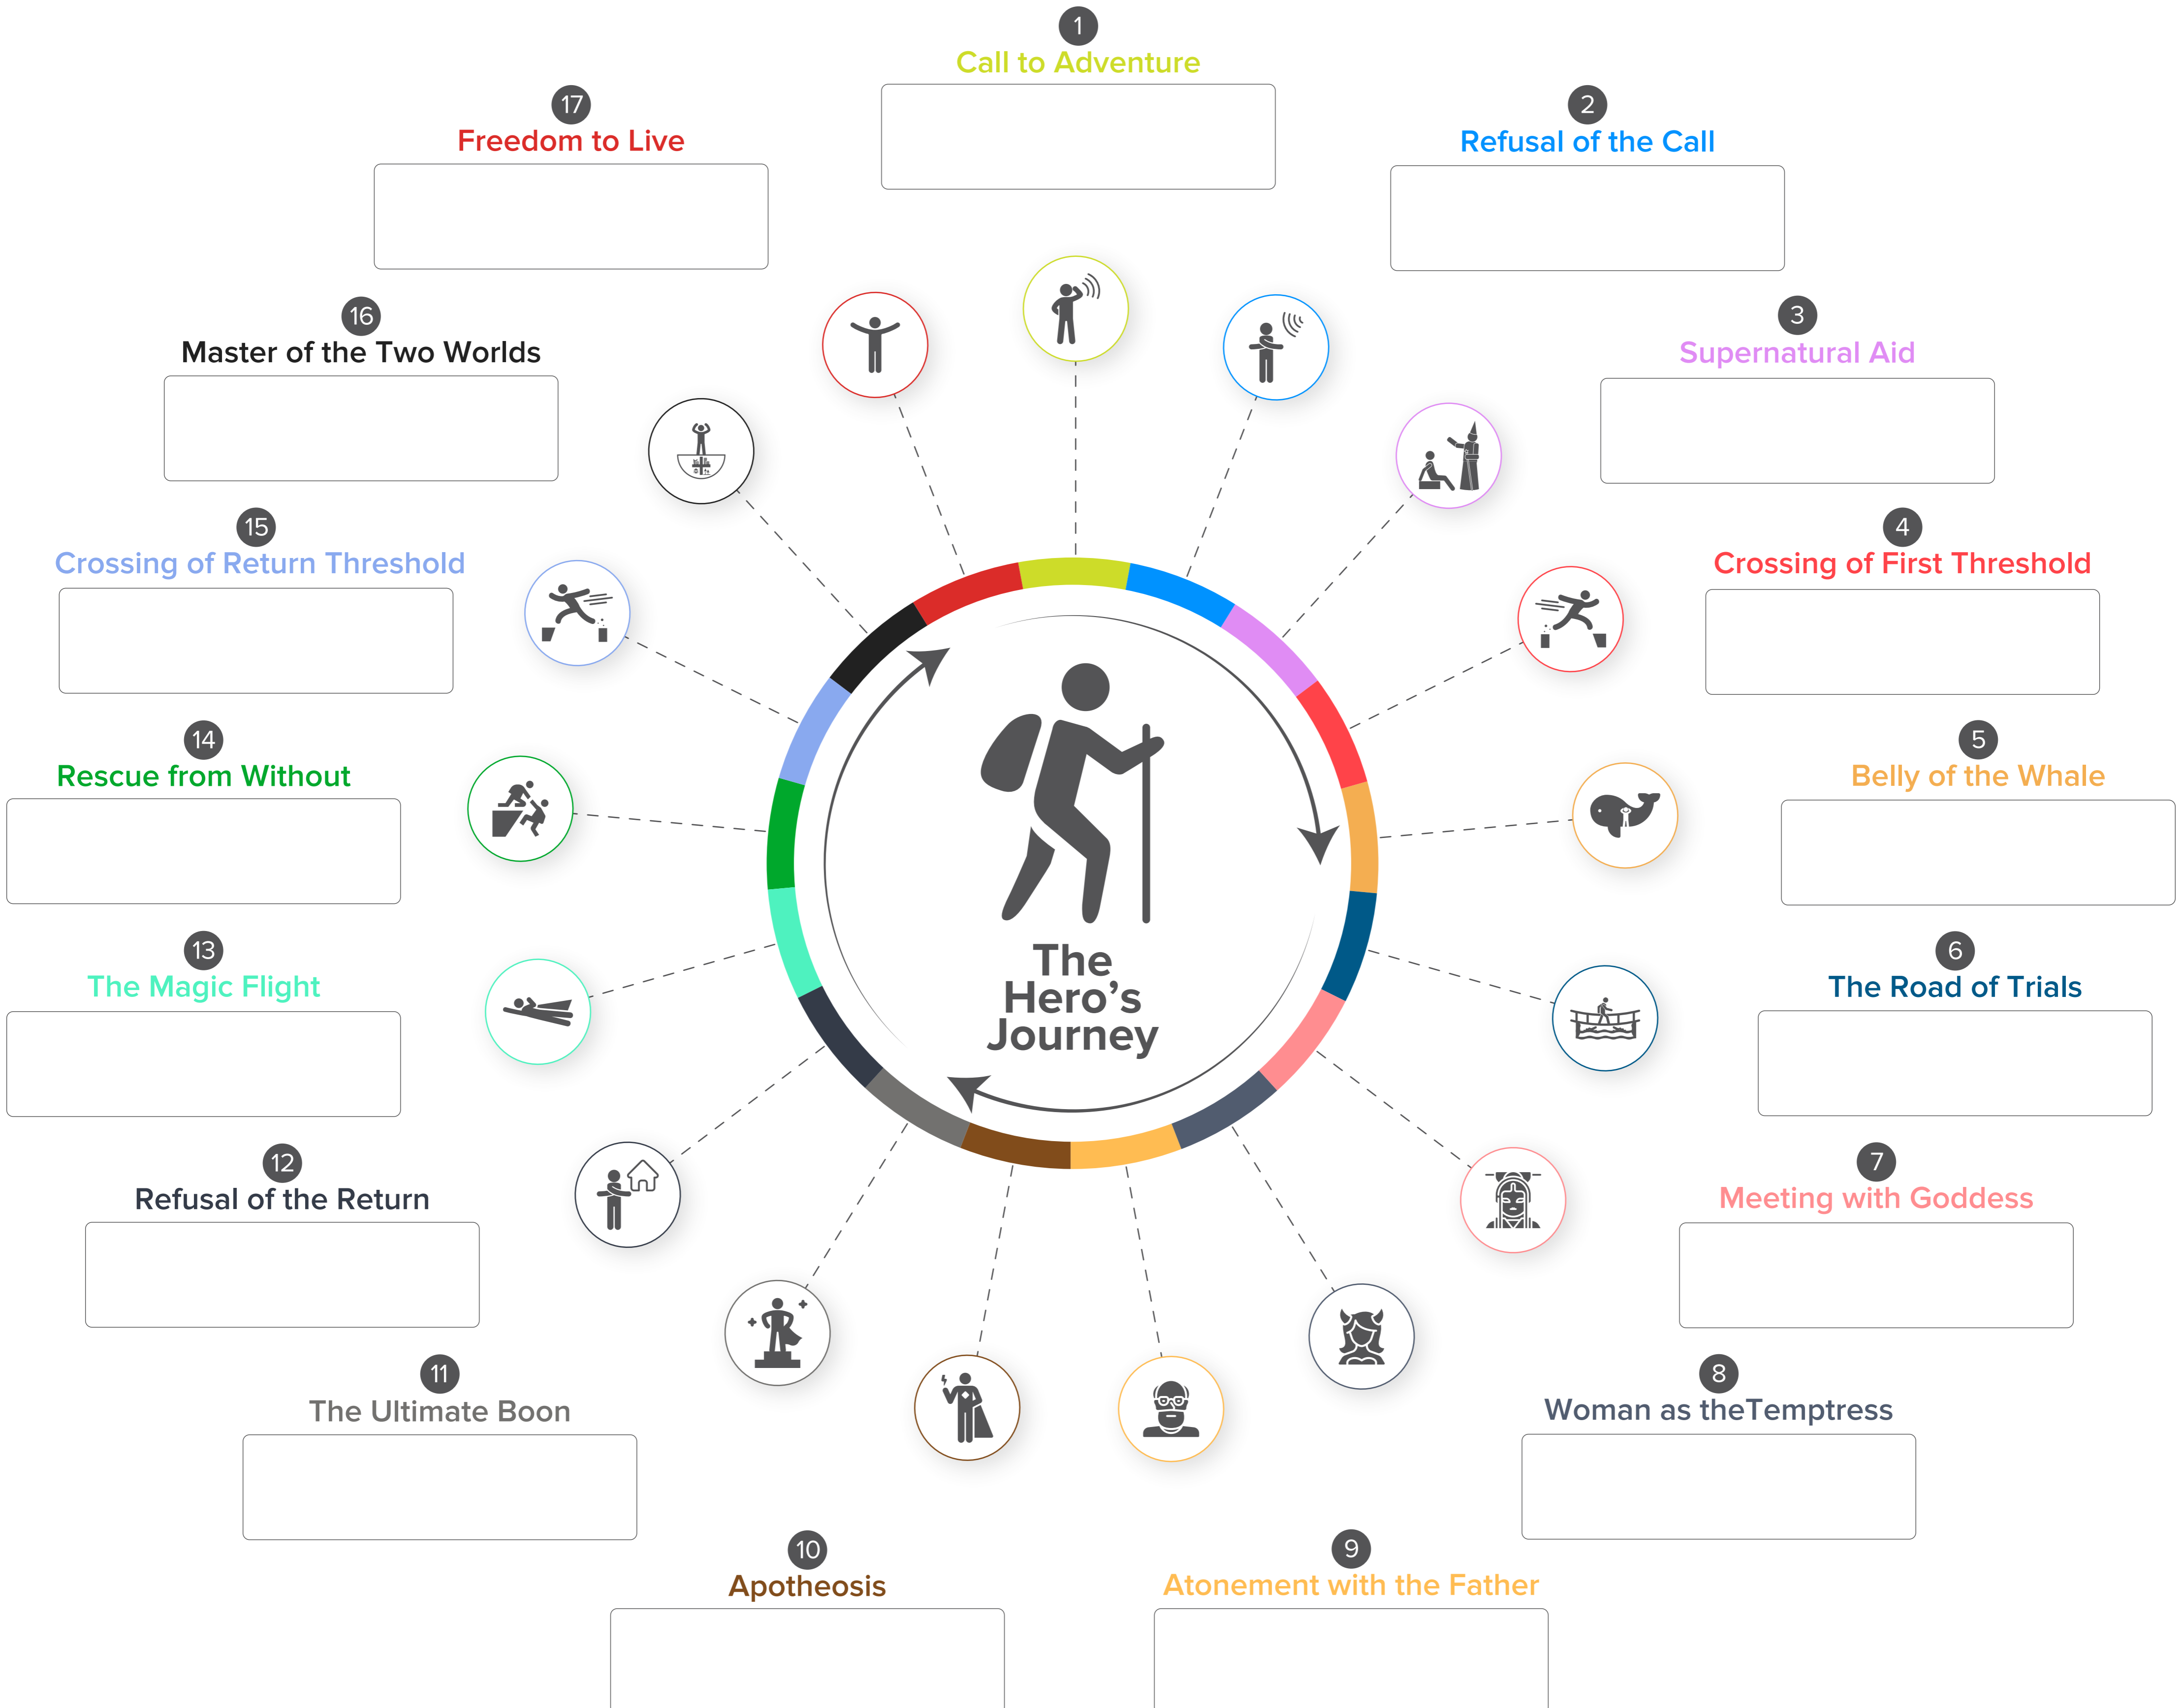 1
Call to Adventure
2
Refusal of the Call
3
Supernatural Aid
4
Crossing of First Threshold
5
Belly of the Whale
6
The Road of Trials
7
Meeting with Goddess
8
Woman as theTemptress
9
Atonement with the Father
10
Apotheosis
11
The Ultimate Boon
12
Refusal of the Return
13
The Magic Flight
14
Rescue from Without
15
Crossing of Return Threshold
16
Master of the Two Worlds
17
Freedom to Live
The
Hero’s
Journey